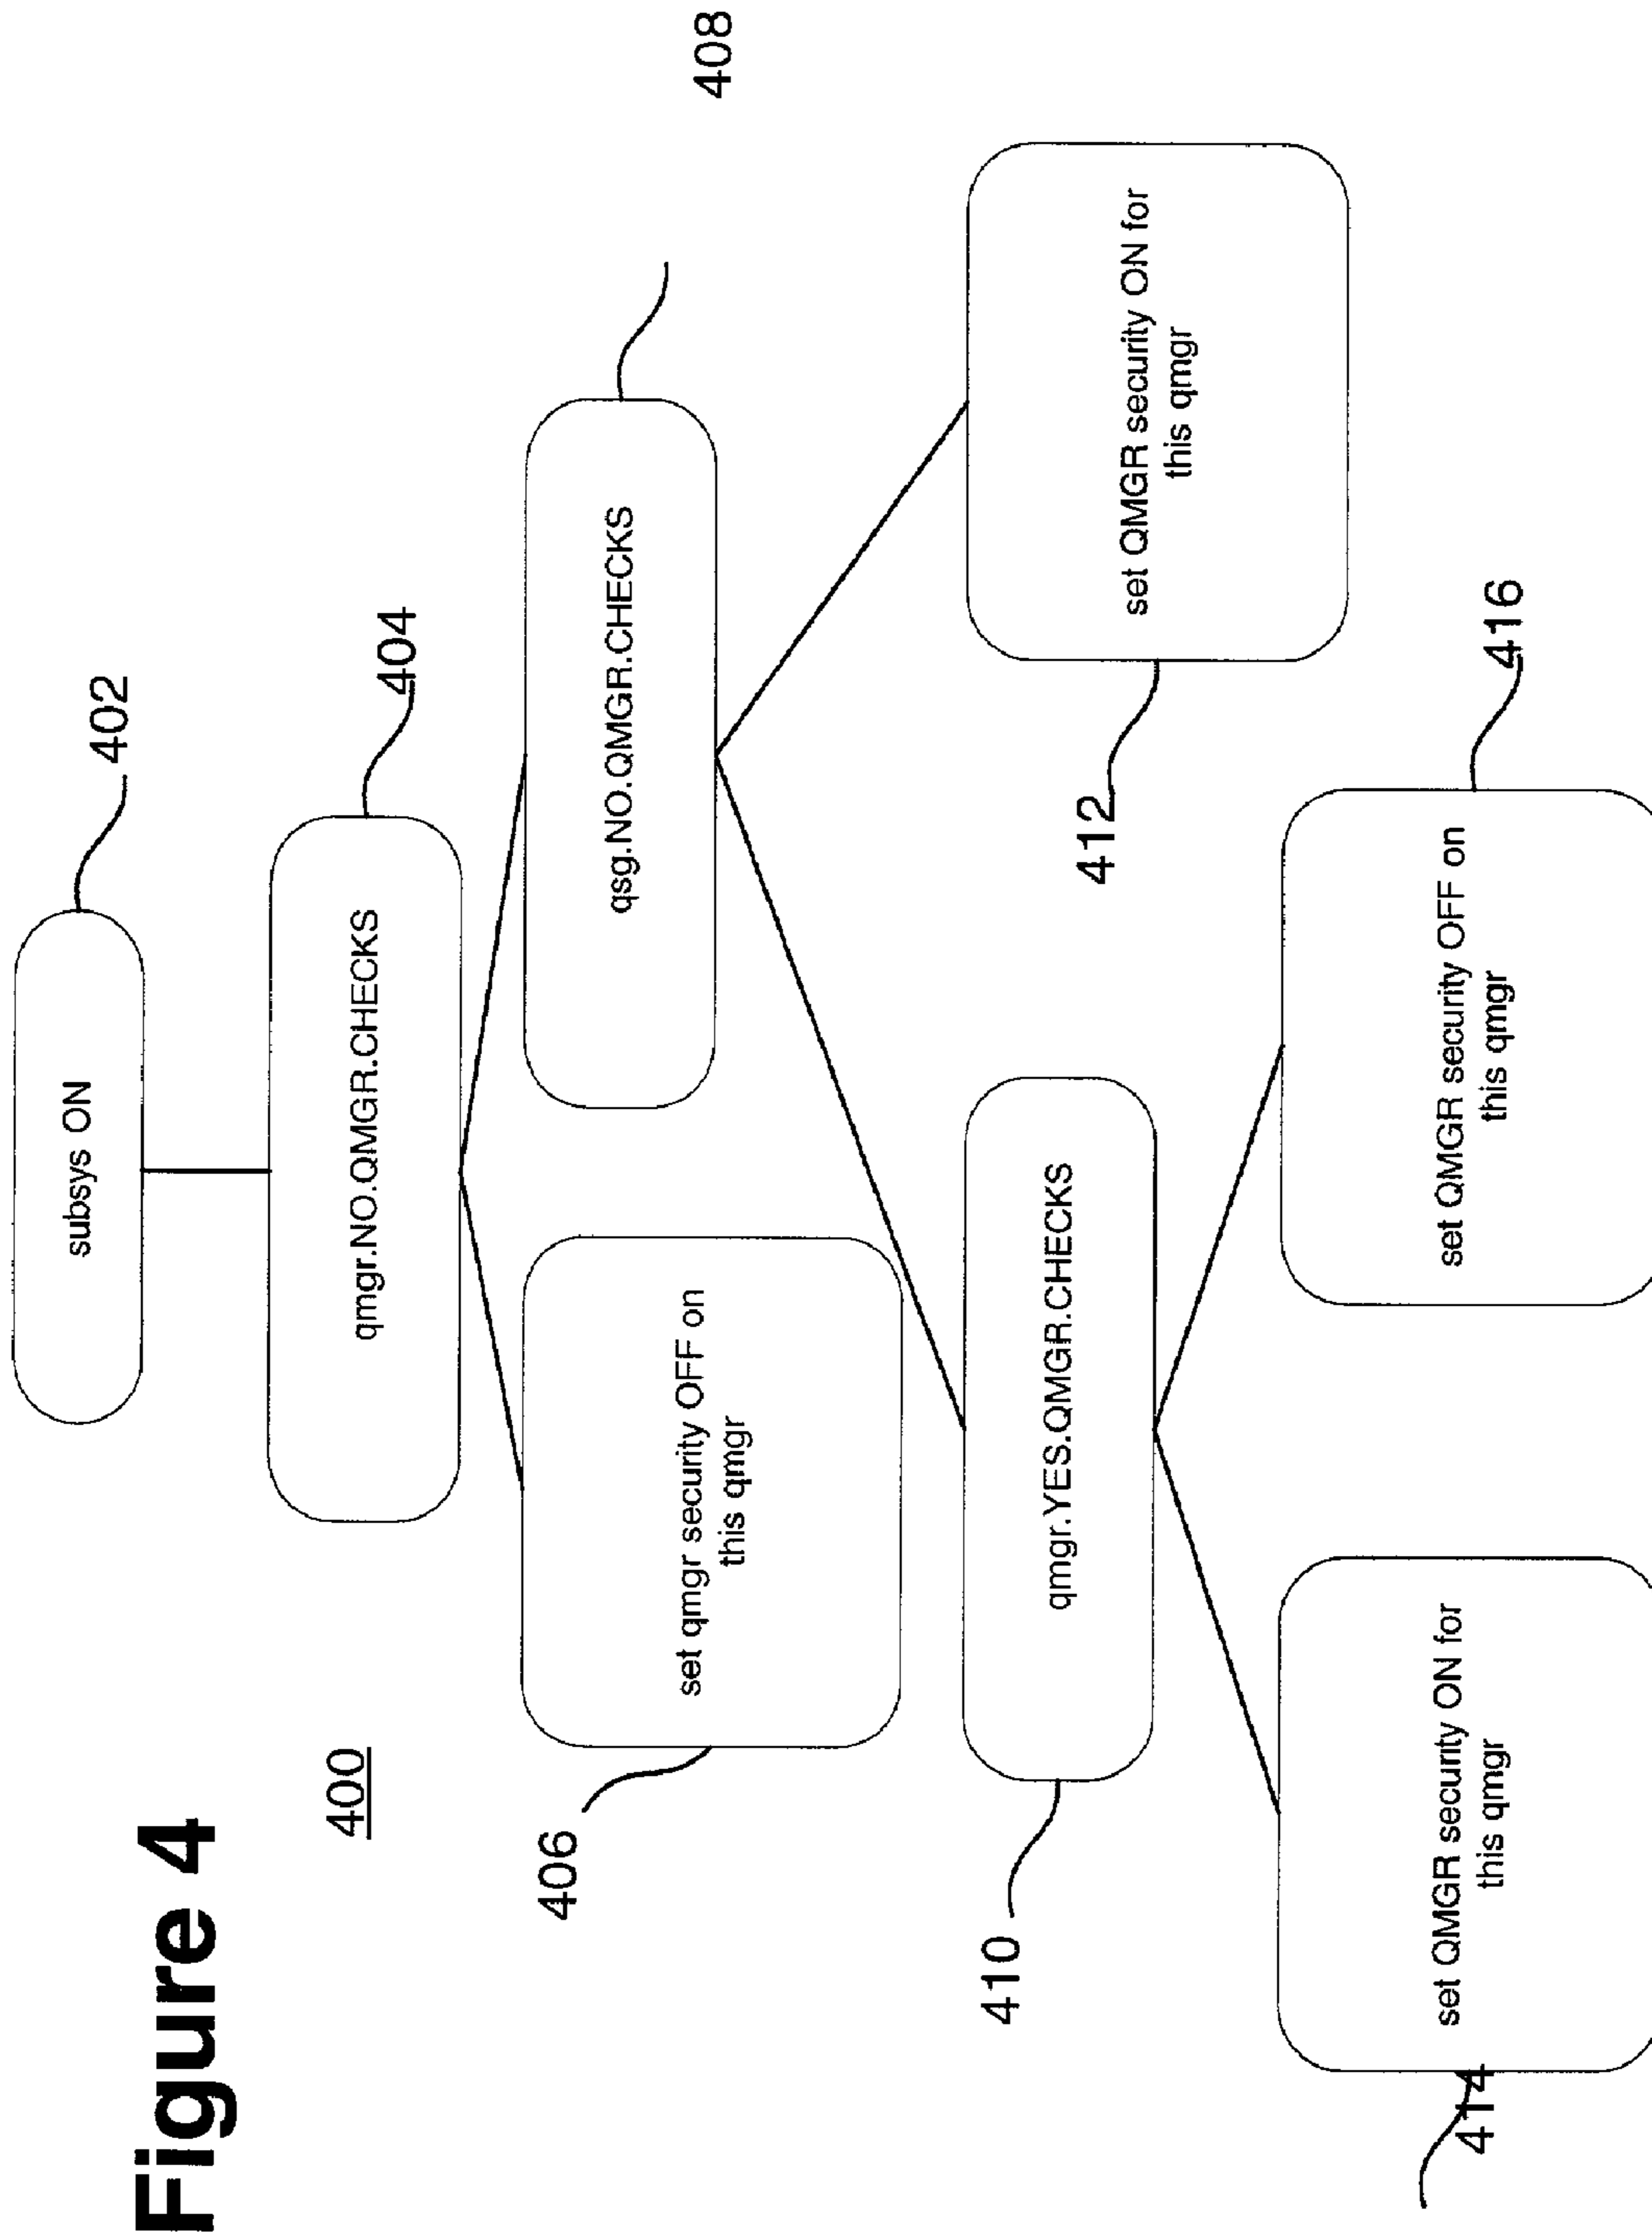 Figure 4
400
subsys ON
402
qmgr.NO.QMGR.CHECKS
404
406
set qmgr security OFF on
this qmgr
qsg.NO.QMGR.CHECKS
408
410
qmgr.YES.QMGR.CHECKS
412
set QMGR security ON for
this qmgr
414
set QMGR security ON for
this qmgr
set QMGR security OFF on
this qmgr
416